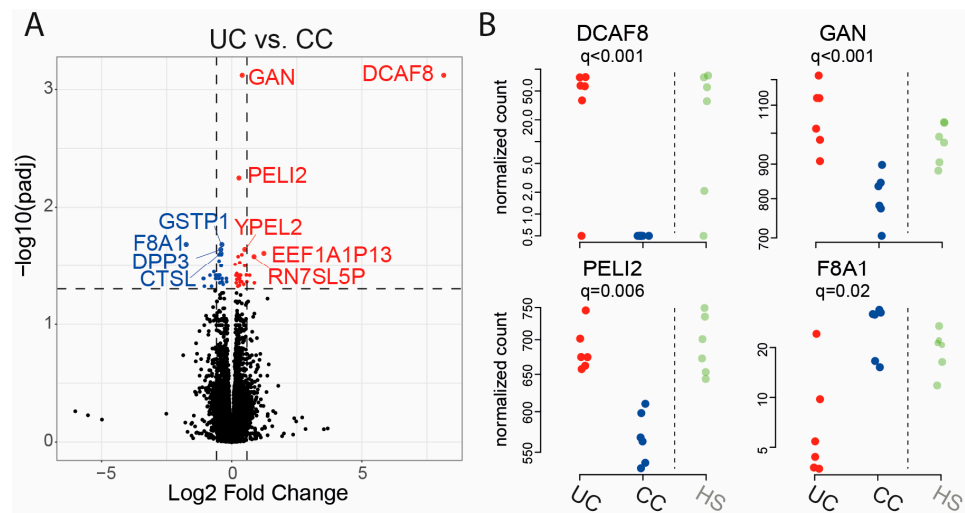 A
UC vs. CC
−log10(padj)
3
2
1
0
GAN
DCAF8
PELI2
GSTP1
YPEL2
F8A1
EEF1A1P13
DPP3
RN7SL5P
CTSL
−5
0
5
Log2 Fold Change
B
DCAF8
q<0.001
normalized count
50.0
20.0
5.0
2.0
1.0
0.5
GAN
q<0.001
1100
900
800
700
PELI2
q=0.006
normalized count
750
700
650
600
550
UC
CC
HS
F8A1
q=0.02
20
10
5
UC
CC
HS